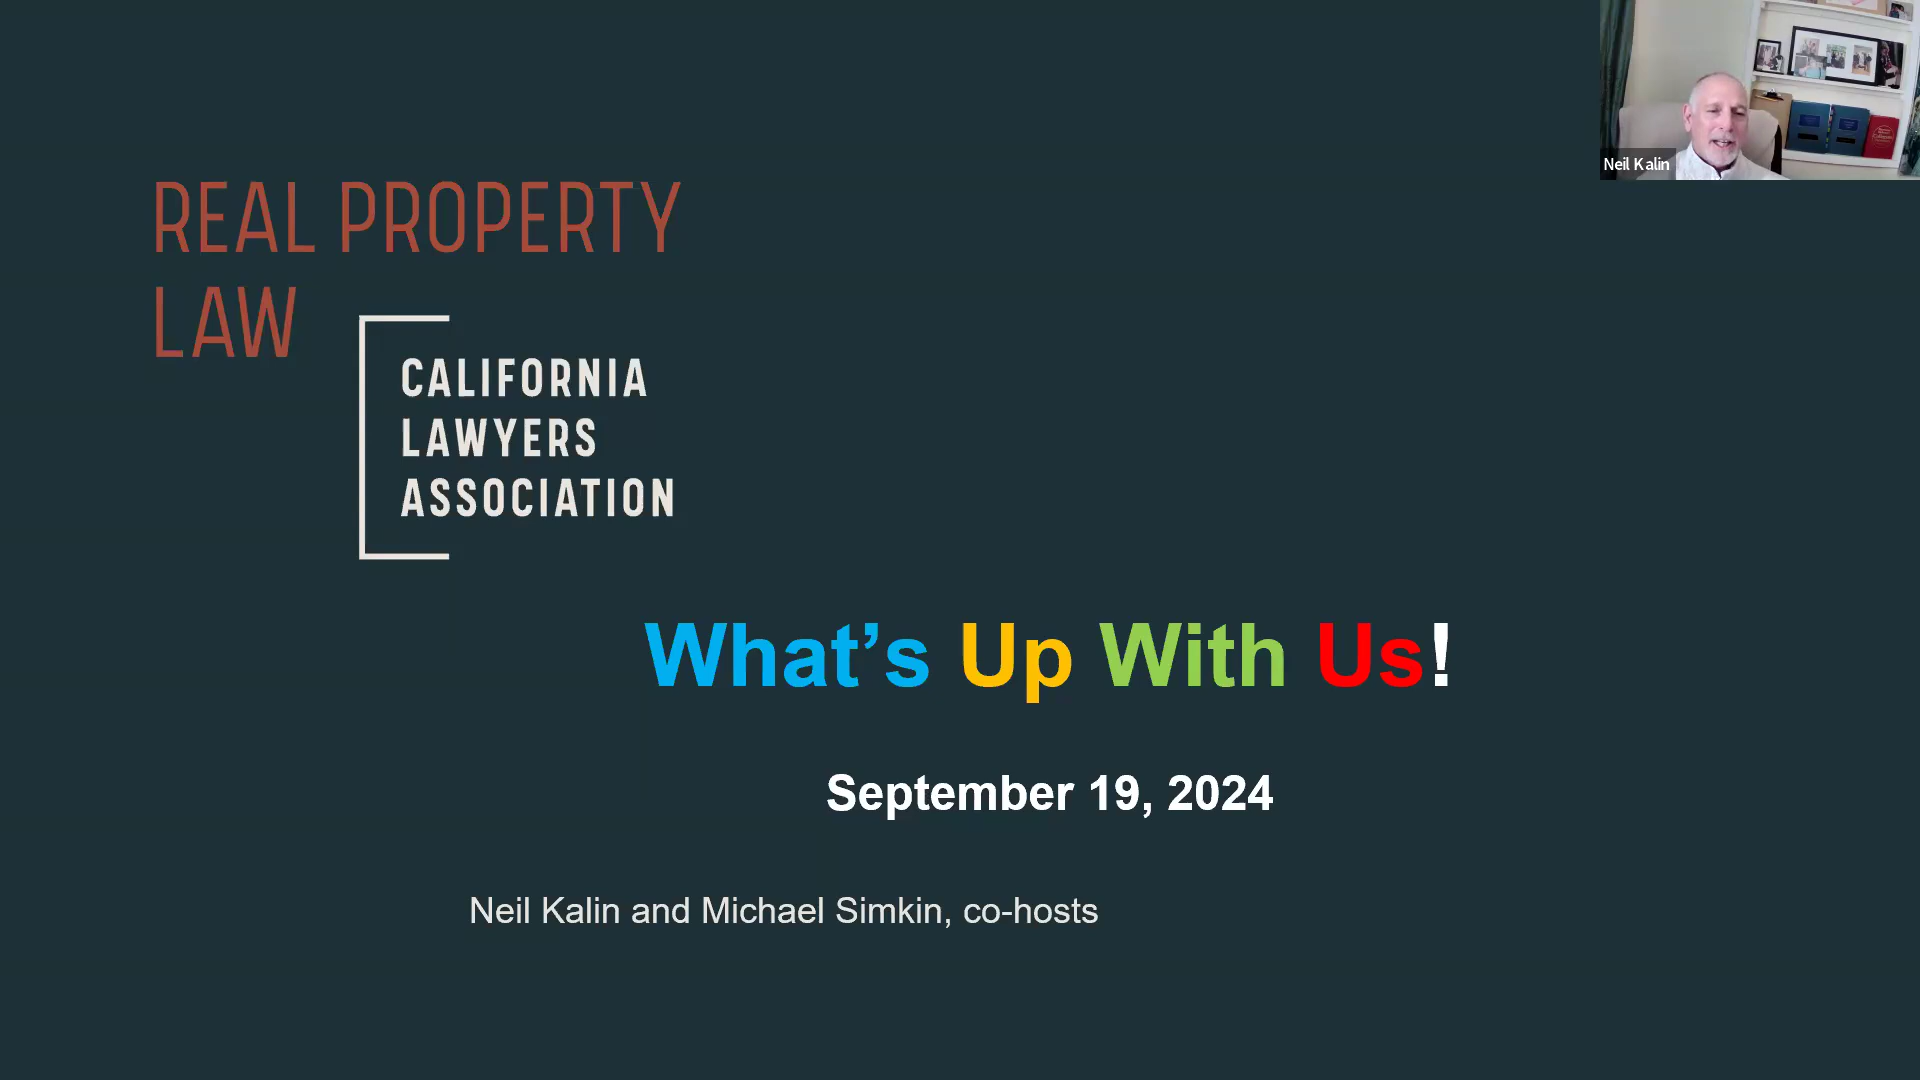 REAL PROPERTY
LAW
CALIFORNIA
LAWYERS
ASSOCIATION
What’s Up With Us!
September 19, 2024
Neil Kalin and Michael Simkin, co-hosts
Neil Kalin